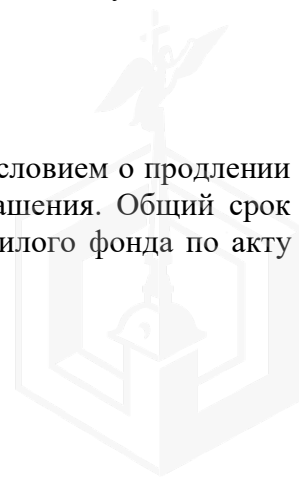 словием о продлении
ашения. Общий срок
илого фонда по акту